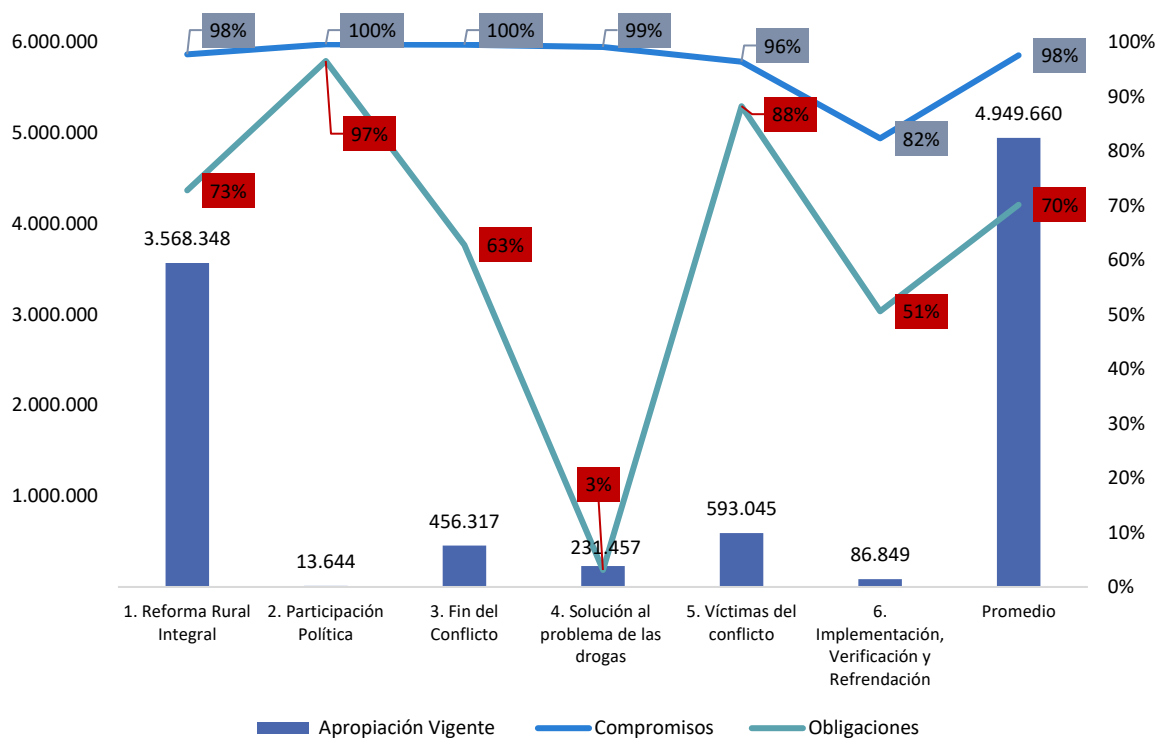 98%
100%
100%
99%
96%
98%
82%
97%
88%
73%
63%
3%
51%
70%
6.000.000
5.000.000
4.000.000
3.000.000
2.000.000
1.000.000
100%
90%
80%
70%
60%
50%
40%
30%
20%
10%
0%
3.568.348
13.644
456.317
231.457
593.045
86.849
4.949.660
1. Reforma Rural
Integral
2. Participación
Política
3. Fin del
Conflicto
4. Solución al
problema de las
drogas
5. Víctimas del
conflicto
6.
Implementación,
Verificación y
Refrendación
Promedio
Apropiación Vigente
Compromisos
Obligaciones